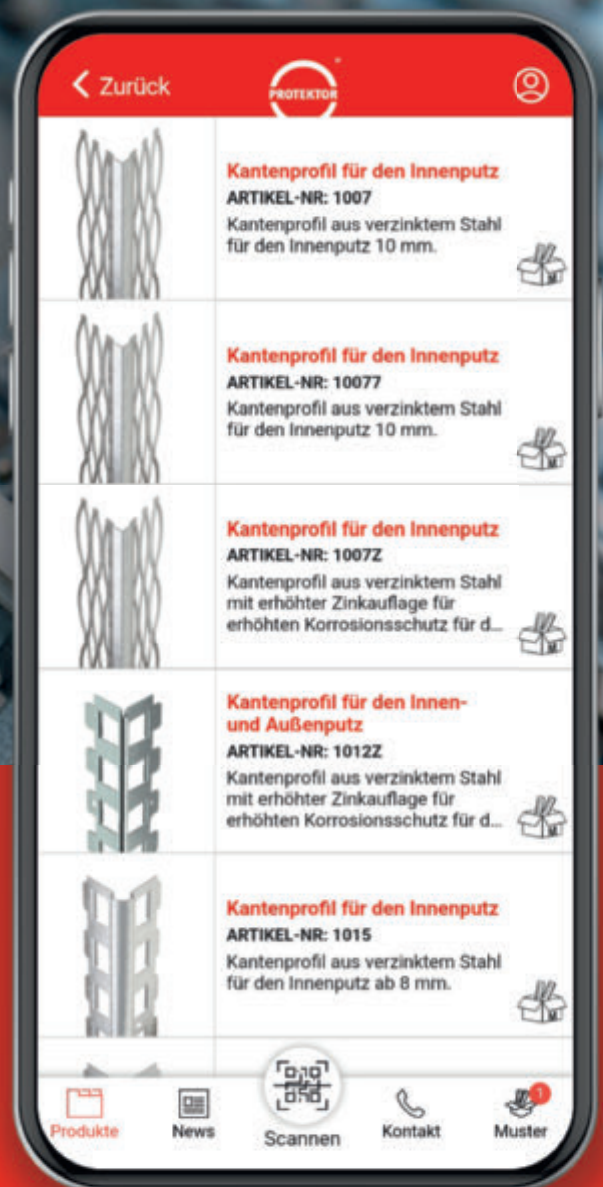 Zurück
PROTEKTOR
Kantenprofil für den Innenputz
ARTIKEL-NR: 1007
Kantenprofil aus verzinktem Stahl
für den Innenputz 10 mm.
M
Kantenprofil für den Innenputz
ARTIKEL-NR: 10077
Kantenprofil aus verzinktem Stahl
für den Innenputz 10 mm.
M
Kantenprofil für den Innenputz
ARTIKEL-NR: 1007Z
Kantenprofil aus verzinktem Stahl
mit erhöhter Zinkauflage für
erhöhten Korrosionsschutz für d...
M
Kantenprofil für den Innen-
und Außenputz
ARTIKEL-NR: 1012Z
Kantenprofil aus verzinktem Stahl
mit erhöhter Zinkauflage für
erhöhten Korrosionsschutz für d...
M
Kantenprofil für den Innenputz
ARTIKEL-NR: 1015
Kantenprofil aus verzinktem Stahl
für den Innenputz ab 8 mm.
M
1
Produkte
News
Scannen
Kontakt
Muster